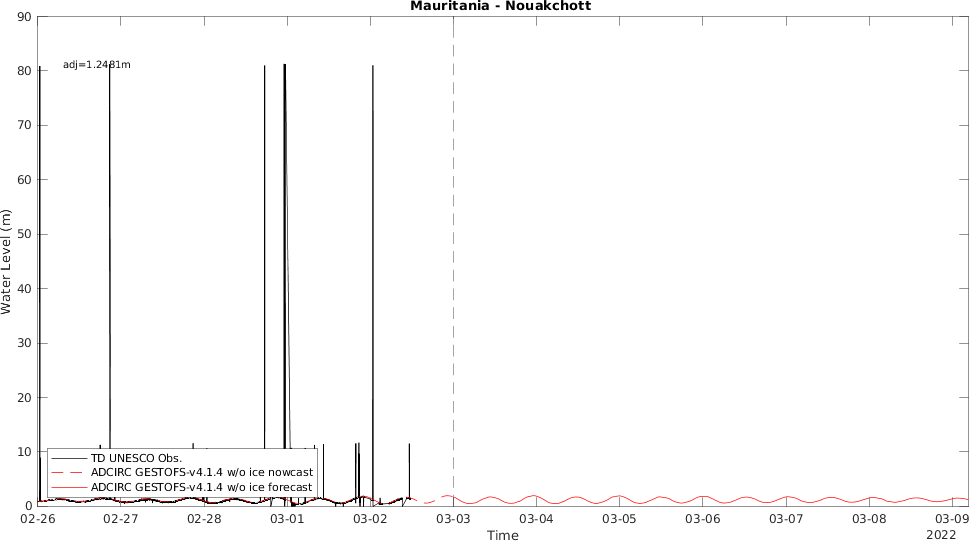 Mauritania - Nouakchott
90
80
70
60
50
40
30
20
10
0
Water Level (m)
adj=1.2481m
TD UNESCO Obs.
ADCIRC GESTOFS-v4.1.4 w/o ice nowcast
ADCIRC GESTOFS-v4.1.4 w/o ice forecast
02-26 02-27 02-28 03-01 03-02 03-03 03-04 03-05 03-06 03-07 03-08 03-09
Time
2022